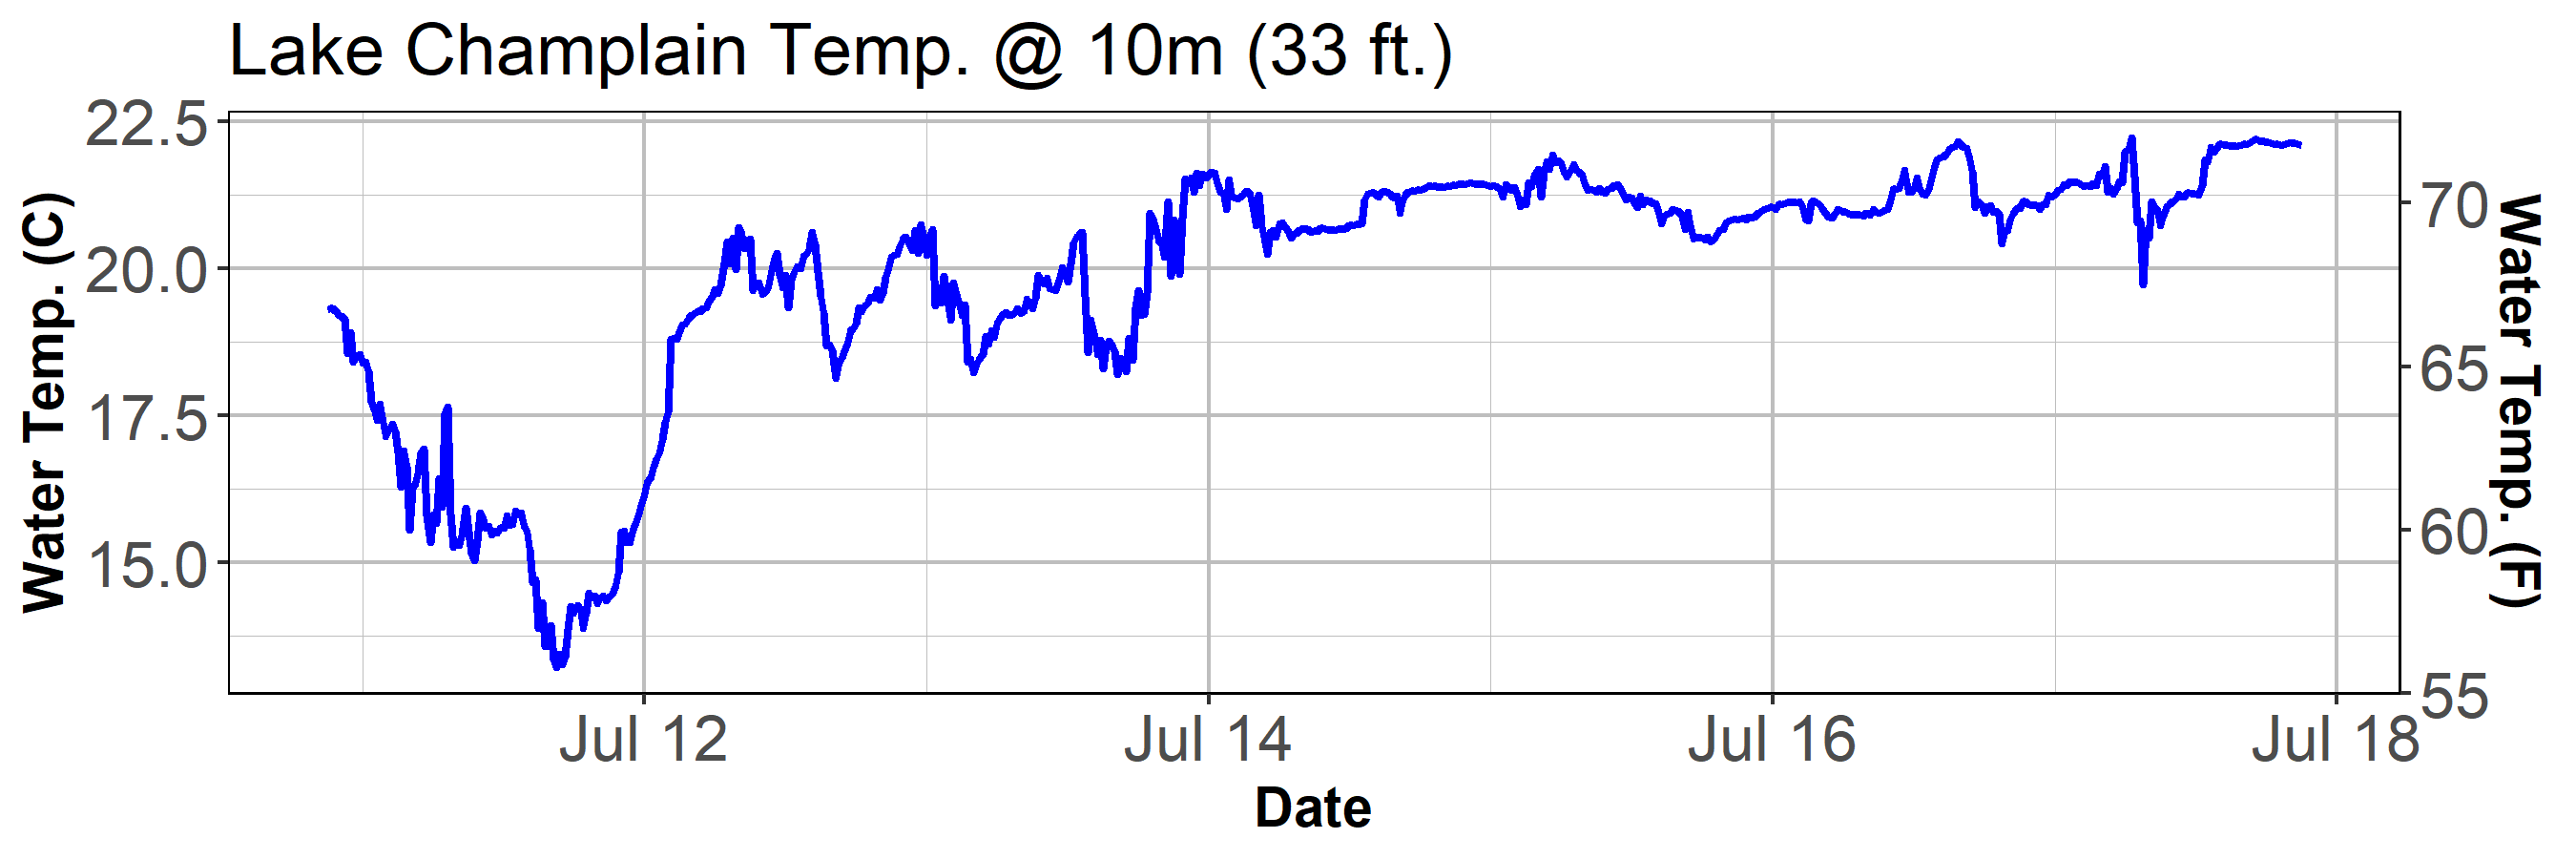 Lake Champlain Temp. @ 10m (33 ft.)
Water Temp. (C)
22.5
20.0
17.5
15.0
70
65
60
55
Water Temp. (F)
Jul 12 Jul 14 Jul 16 Jul 18
Date